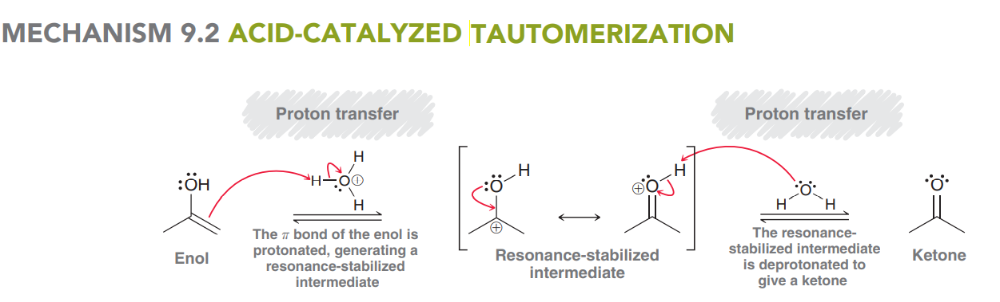 MECHANISM 9.2 ACID-CATALYZED TAUTOMERIZATION
Proton transfer
Proton transfer
H
H
H
:ÖH
H
O
⊕
:Ö
⊕
O
:O:
O
H
H
H
⊕
The π bond of the enol is
protonated, generating a
resonance-stabilized
intermediate
The resonance-
stabilized intermediate
is deprotonated to
give a ketone
Enol
Resonance-stabilized
intermediate
Ketone